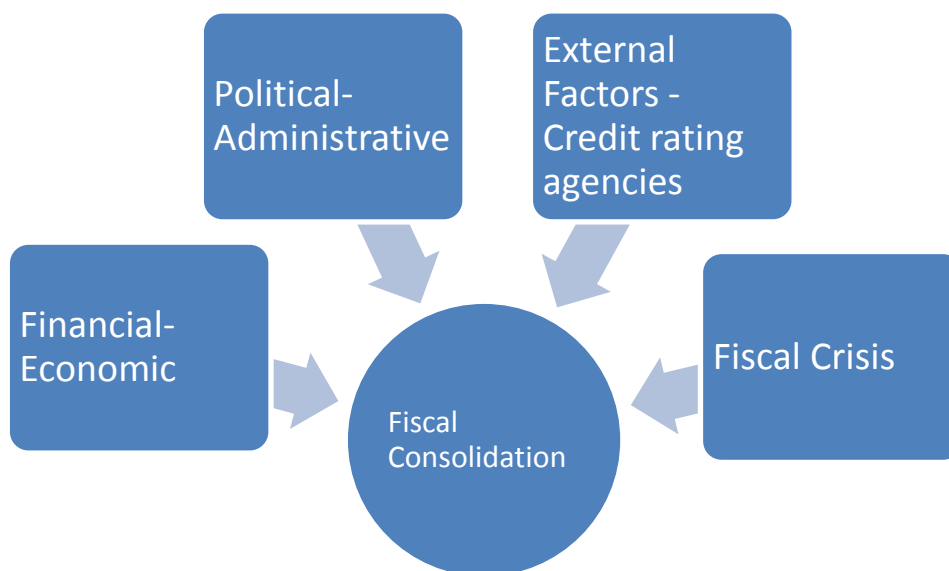 Political-
Administrative
External
Factors -
Credit rating
agencies
Financial-
Economic
Fiscal Crisis
Fiscal
Consolidation